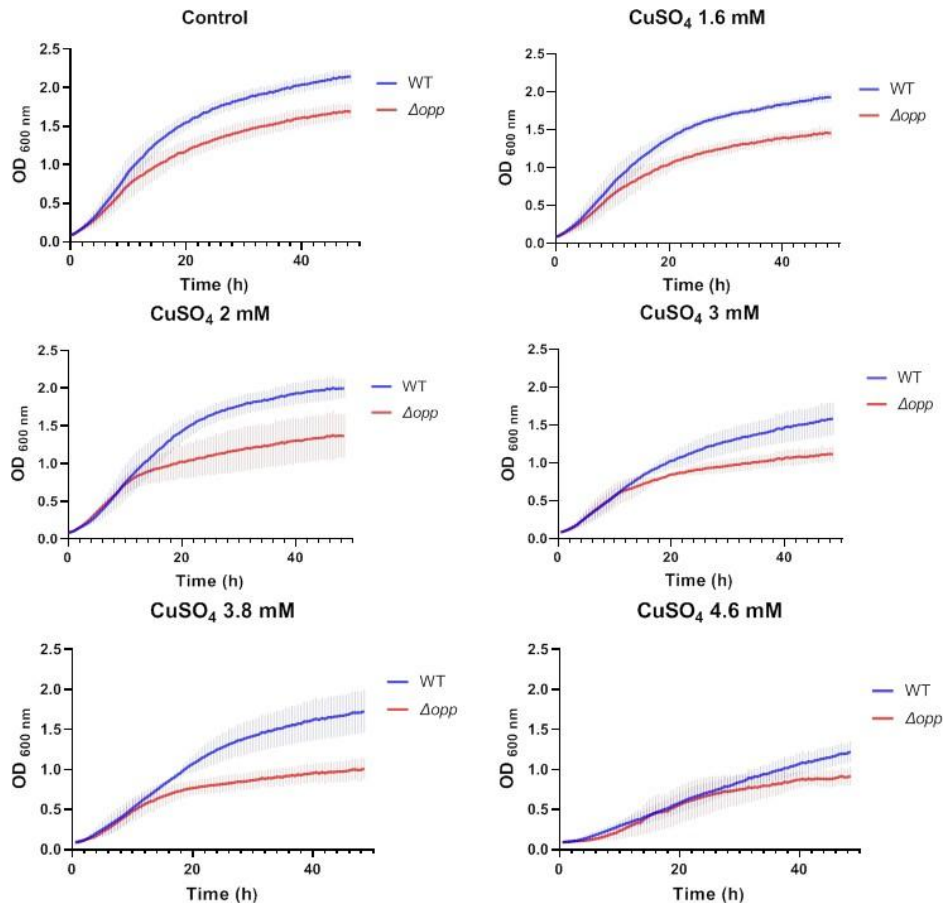 Control
2.5
2.0
1.5
1.0
0.5
0.0
OD 600 nm
0
20
40
Time (h)
WT
Δopp
CuSO4 1.6 mM
2.5
2.0
1.5
1.0
0.5
0.0
OD 600 nm
0
20
40
Time (h)
WT
Δopp
CuSO4 2 mM
2.5
2.0
1.5
1.0
0.5
0.0
OD 600 nm
0
20
40
Time (h)
WT
Δopp
CuSO4 3 mM
2.5
2.0
1.5
1.0
0.5
0.0
OD 600 nm
0
20
40
Time (h)
WT
Δopp
CuSO4 3.8 mM
2.5
2.0
1.5
1.0
0.5
0.0
OD 600 nm
0
20
40
Time (h)
WT
Δopp
CuSO4 4.6 mM
2.5
2.0
1.5
1.0
0.5
0.0
OD 600 nm
0
20
40
Time (h)
WT
Δopp